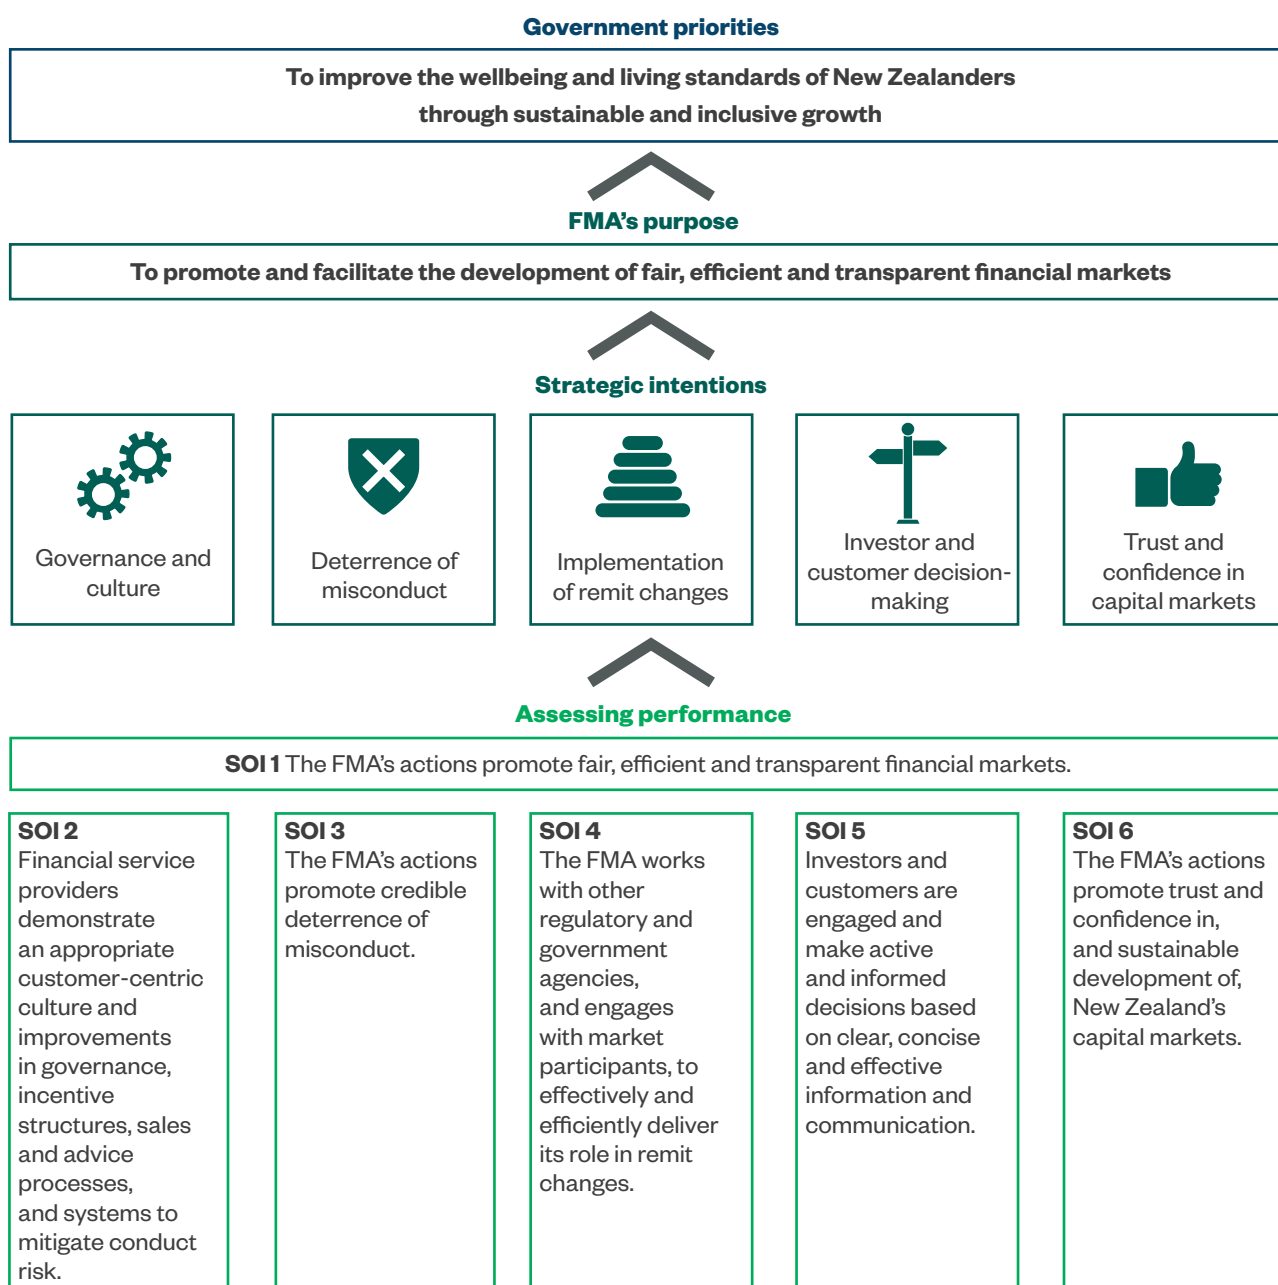 Government priorities
To improve the wellbeing and living standards of New Zealanders
through sustainable and inclusive growth
FMA's purpose
To promote and facilitate the development of fair, efficient and transparent financial markets
Strategic intentions
Governance and
culture
Deterrence of
misconduct
Implementation
of remit changes
Investor and
customer decision-
making
Trust and
confidence in
capital markets
Assessing performance
SOI 1 The FMA's actions promote fair, efficient and transparent financial markets.
SOI 2
Financial service
providers
demonstrate
an appropriate
customer-centric
culture and
improvements
in governance,
incentive
structures, sales
and advice
processes,
and systems to
mitigate conduct
risk.
SOI 3
The FMA's actions
promote credible
deterrence of
misconduct.
SOI 4
The FMA works
with other
regulatory and
government
agencies,
and engages
with market
participants, to
effectively and
efficiently deliver
its role in remit
changes.
SOI 5
Investors and
customers are
engaged and
make active
and informed
decisions based
on clear, concise
and effective
information and
communication.
SOI 6
The FMA's actions
promote trust and
confidence in,
and sustainable
development of,
New Zealand's
capital markets.